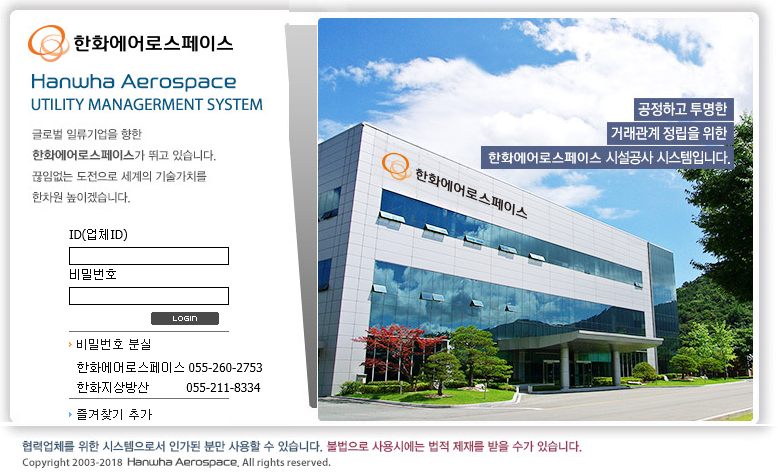 한화에어로스페이스
Hanwha Aerospace
UTILITY MANAGERMENT SYSTEM
글로벌 일류기업을 향한
한화에어로스페이스가 뛰고 있습니다.
끊임없는 도전으로 세계의 기술가치를
한차원 높이겠습니다.
ID(업체ID)
비밀번호
LOGIN
비밀번호 분실
한화에어로스페이스 055-260-2753
한화지상방산 055-211-8334
즐겨찾기 추가
공정하고 투명한
거래관계 정립을 위한
한화에어로스페이스 시설공사 시스템입니다.
한화에어로스페이스
협력업체를 위한 시스템으로서 인가된 분만 사용할 수 있습니다. 불법으로 사용시에는 법적 제재를 받을 수가 있습니다.
Copyright 2003-2018 Hanwha Aerospace. All rights reserved.